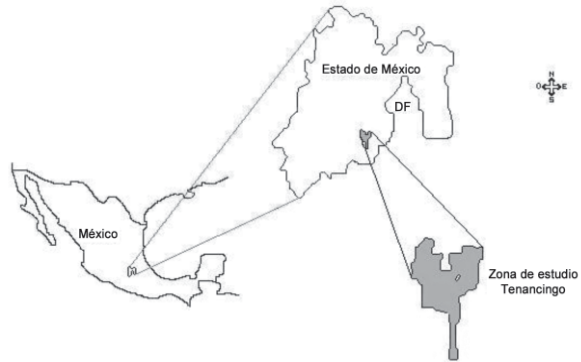 Estado de México
DF
N
O E
S
México
Zona de estudio
Tenancingo